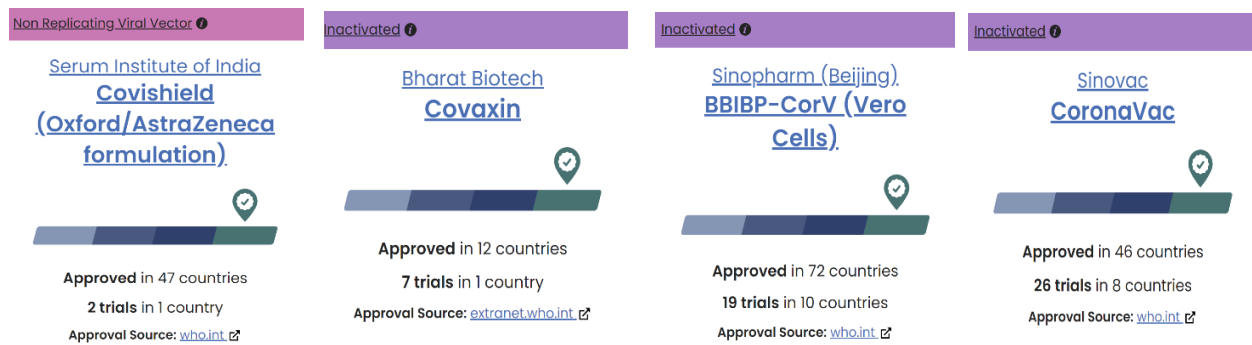 Non Replicating Viral Vector
Serum Institute of India
Covishield
(Oxford/AstraZeneca
formulation)
Approved in 47 countries
2 trials in 1 country
Approval Source: who.int
Inactivated
Bharat Biotech
Covaxin
Approved in 12 countries
7 trials in 1 country
Approval Source: extranet.who.int
Inactivated
Sinopharm (Beijing)
BBIBP-CorV (Vero
Cells)
Approved in 72 countries
19 trials in 10 countries
Approval Source: who.int
Inactivated
Sinovac
CoronaVac
Approved in 46 countries
26 trials in 8 countries
Approval Source: who.int